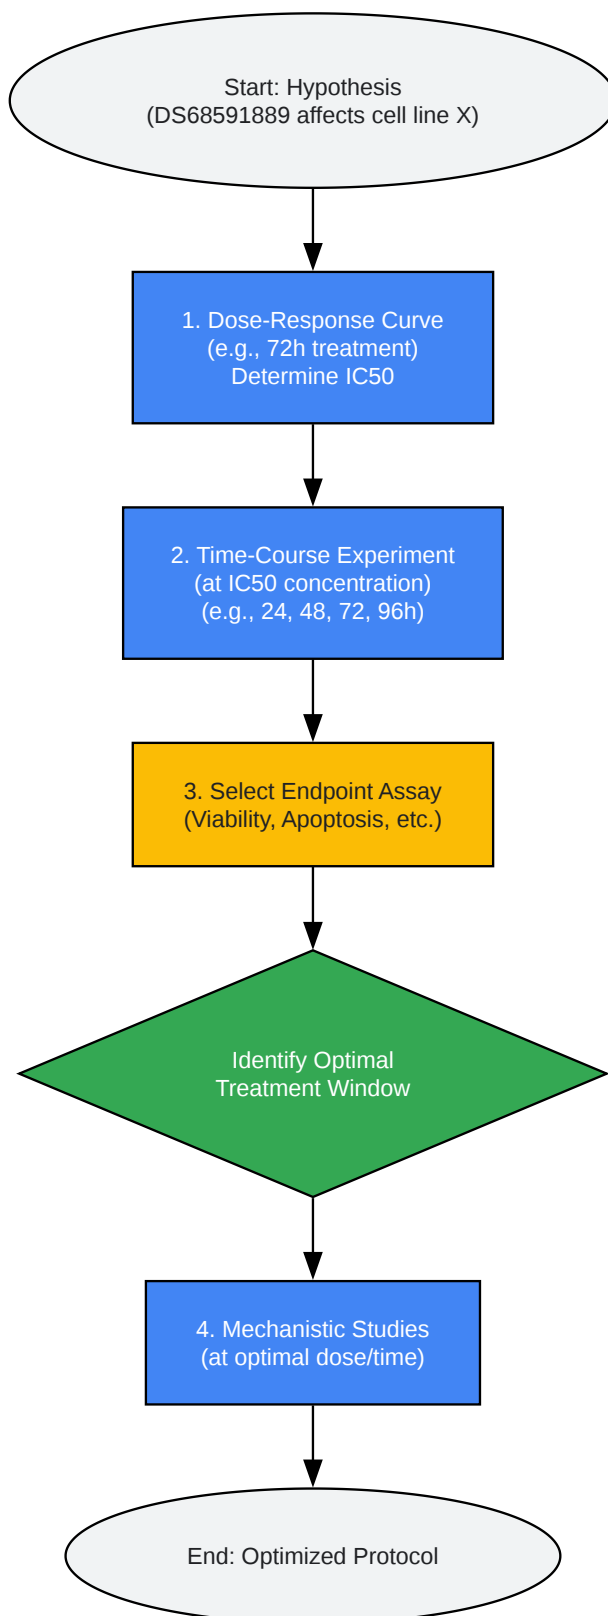 Start: Hypothesis
(DS68591889 affects cell line X)
1. Dose-Response Curve
(e.g., 72h treatment)
Determine IC50
2. Time-Course Experiment
(at IC50 concentration)
(e.g., 24, 48, 72, 96h)
3. Select Endpoint Assay
(Viability, Apoptosis, etc.)
Identify Optimal
Treatment Window
4. Mechanistic Studies
(at optimal dose/time)
End: Optimized Protocol